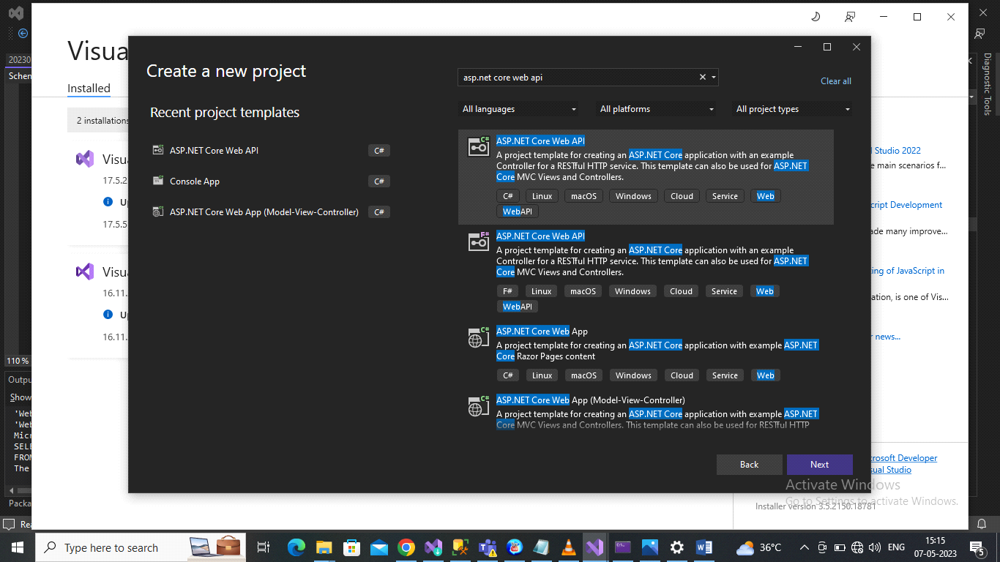 Visua
Installed
2 installations
Visua
17.5.2
Up
17.5.5
Visua
16.11.
Up
16.11.
20230
Schem
110 %
Output
Show
'Web
'Web
Micr
SELE
FROM
The
Packa
Rea
Create a new project
Recent project templates
ASP.NET Core Web API C#
Console App C#
ASP.NET Core Web App (Model-View-Controller) C#
asp.net core web api
Clear all
All languages All platforms All project types
C#
ASP.NET Core Web API
A project template for creating an ASP.NET Core application with an example
Controller for a RESTful HTTP service. This template can also be used for ASP.NET
Core MVC Views and Controllers.
C# Linux macOS Windows Cloud Service Web
WebAPI
F#
ASP.NET Core Web API
A project template for creating an ASP.NET Core application with an example
Controller for a RESTful HTTP service. This template can also be used for ASP.NET
Core MVC Views and Controllers.
F# Linux macOS Windows Cloud Service Web
WebAPI
C#
ASP.NET Core Web App
A project template for creating an ASP.NET Core application with example ASP.NET
Core Razor Pages content
C# Linux macOS Windows Cloud Service Web
C#
ASP.NET Core Web App (Model-View-Controller)
A project template for creating an ASP.NET Core application with example ASP.NET
Core MVC Views and Controllers. This template can also be used for RESTful HTTP
Back Next
l Studio 2022
e main scenarios f...
cript Development
ade many improve...
ing of JavaScript in
ation, is one of Vis...
r news...
crosoft Developer
sual Studio
Activate Windows
Go to Settings to activate Windows.
Installer version 3.5.2150.18781
Diagnostic Tools
Type here to search
36°C
ENG
15:15
07-05-2023
5